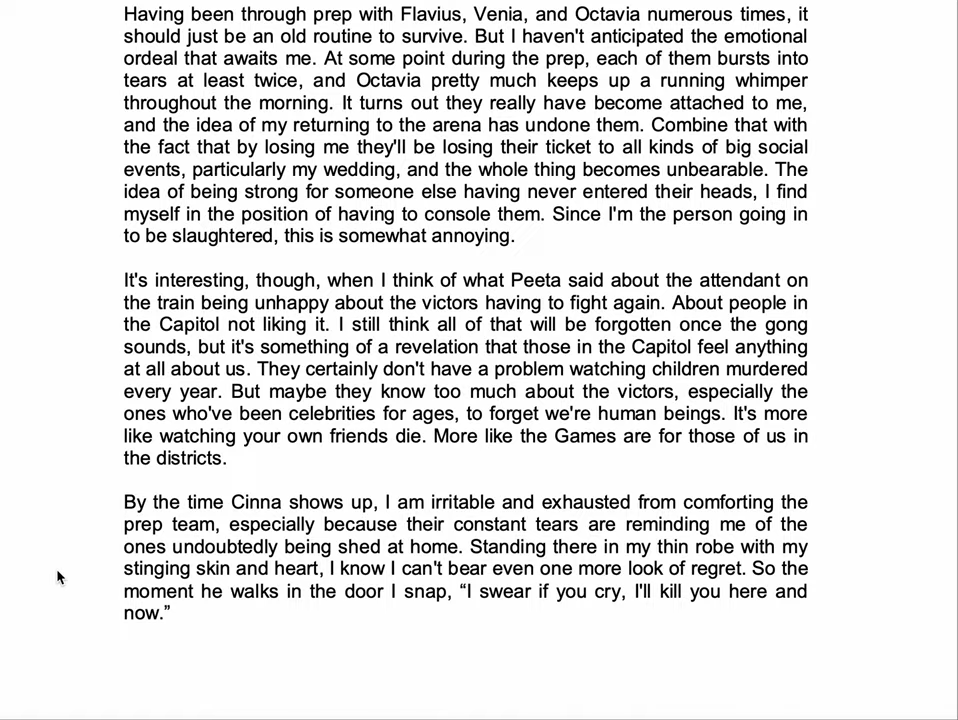 Having been through prep with Flavius, Venia, and Octavia numerous times, it
should just be an old routine to survive. But I haven't anticipated the emotional
ordeal that awaits me. At some point during the prep, each of them bursts into
tears at least twice, and Octavia pretty much keeps up a running whimper
throughout the morning. It turns out they really have become attached to me,
and the idea of my returning to the arena has undone them. Combine that with
the fact that by losing me they'll be losing their ticket to all kinds of big social
events, particularly my wedding, and the whole thing becomes unbearable. The
idea of being strong for someone else having never entered their heads, I find
myself in the position of having to console them. Since I'm the person going in
to be slaughtered, this is somewhat annoying.

It's interesting, though, when I think of what Peeta said about the attendant on
the train being unhappy about the victors having to fight again. About people in
the Capitol not liking it. I still think all of that will be forgotten once the gong
sounds, but it's something of a revelation that those in the Capitol feel anything
at all about us. They certainly don't have a problem watching children murdered
every year. But maybe they know too much about the victors, especially the
ones who've been celebrities for ages, to forget we're human beings. It's more
like watching your own friends die. More like the Games are for those of us in
the districts.

By the time Cinna shows up, I am irritable and exhausted from comforting the
prep team, especially because their constant tears are reminding me of the
ones undoubtedly being shed at home. Standing there in my thin robe with my
stinging skin and heart, I know I can't bear even one more look of regret. So the
moment he walks in the door I snap, “I swear if you cry, I'll kill you here and
now.”